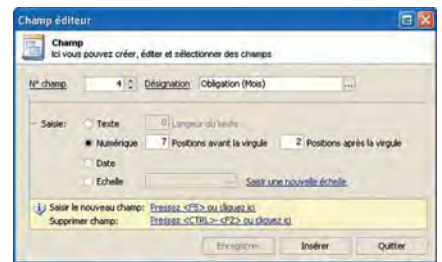 Champ éditeur
Champ
Ici vous pouvez créer, éditer et sélectionner des champs
N° champ 4 Désignation Obligation (Mois) ...
Saisie: Texte 0 Longeur du texte
Numérique 7 Positions avant la virgule 2 Positions après la virgule
Date
Echelle Saisir une nouvelle échelle
Saisir le nouveau champ: Pressez <F5> ou cliquez ici
Supprimer champ: Pressez <CTRL>-<F2> ou cliquez ici
Enregistrer Insérer Quitter